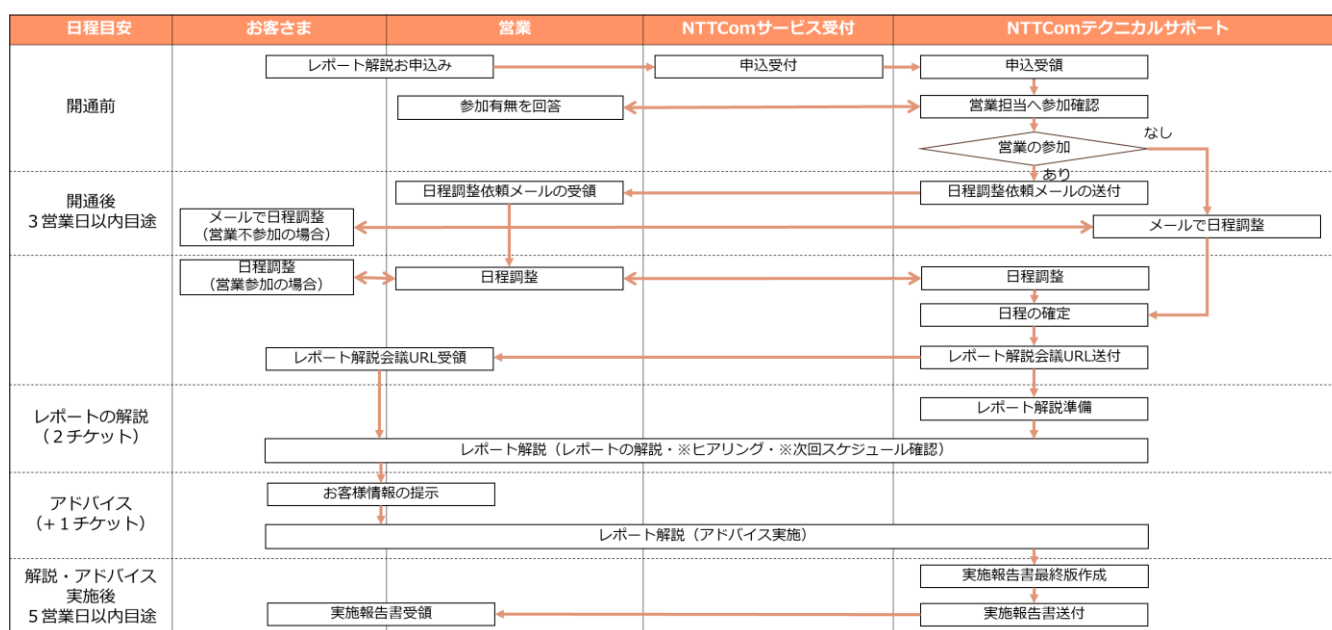 日程目安
お客さま
営業
NTTComサービス受付
NTTComテクニカルサポート
開通前
レポート解説お申込み
申込受付
申込受領
参加有無を回答
営業担当へ参加確認
営業の参加
なし
あり
開通後
3営業日以内目途
日程調整依頼メールの受領
日程調整依頼メールの送付
メールで日程調整
(営業不参加の場合)
メールで日程調整
日程調整
(営業参加の場合)
日程調整
日程調整
日程の確定
レポート解説会議URL受領
レポート解説会議URL送付
レポートの解説
(2チケット)
レポート解説準備
レポート解説(レポートの解説・※ヒアリング・※次回スケジュール確認)
アドバイス
(+1チケット)
お客様情報の提示
レポート解説(アドバイス実施)
解説・アドバイス
実施後
5営業日以内目途
実施報告書最終版作成
実施報告書受領
実施報告書送付